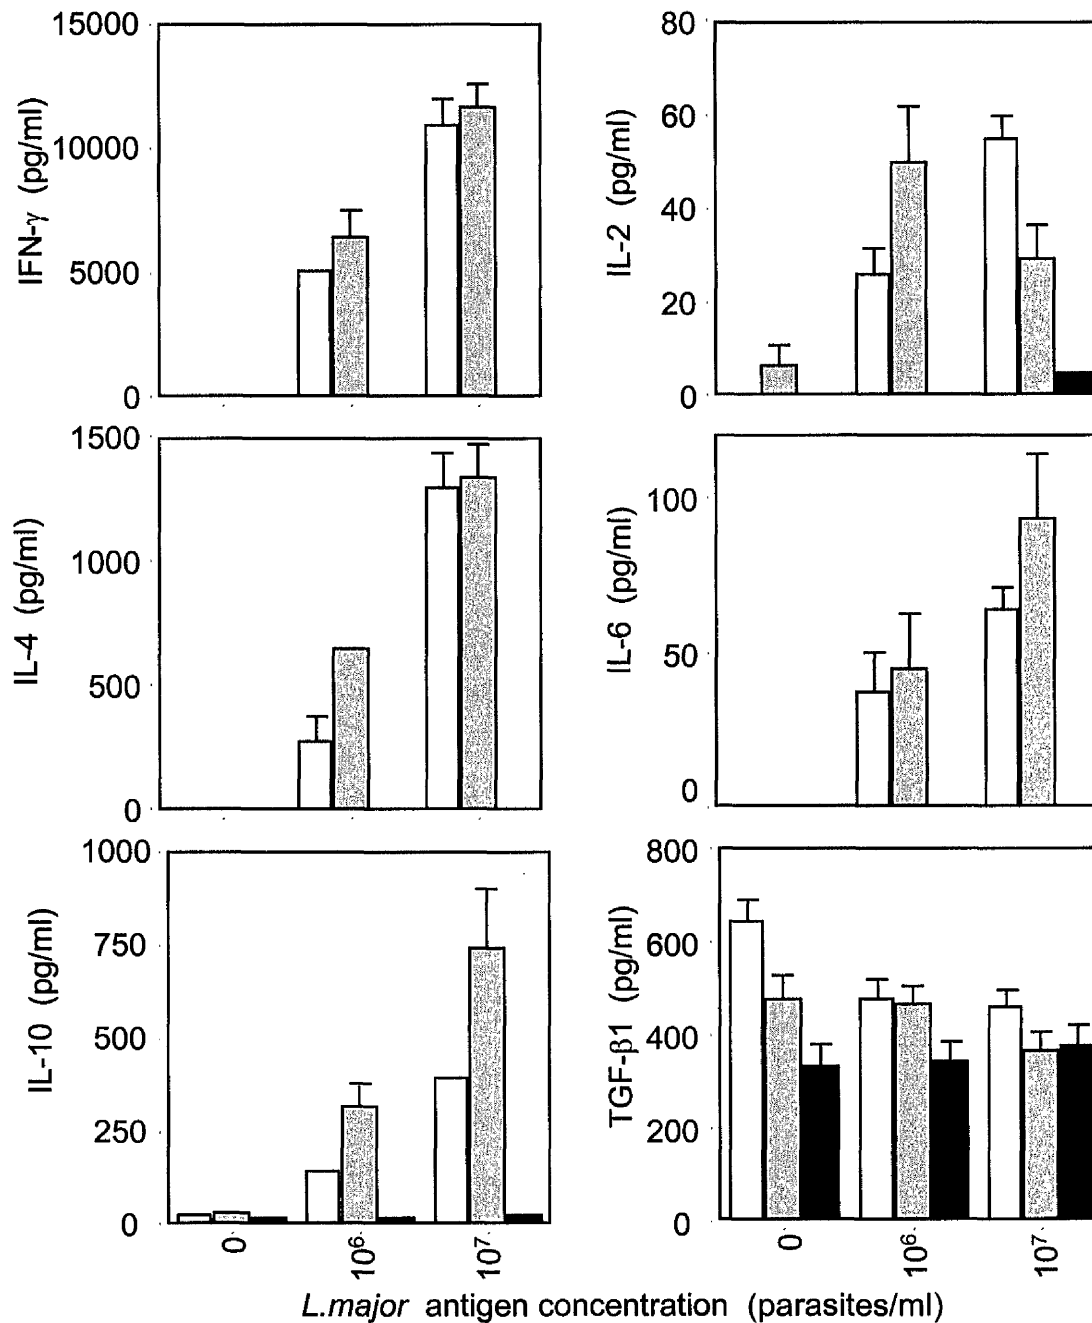 15000
10000
5000
0
IFN-γ (pg/ml)
80
60
40
20
0
IL-2 (pg/ml)
1500
1000
500
0
IL-4 (pg/ml)
100
50
0
IL-6 (pg/ml)
1000
750
500
250
0
IL-10 (pg/ml)
800
600
400
200
0
TGF-β1 (pg/ml)
0 10⁶ 10⁷
0 10⁶ 10⁷
L.major antigen concentration (parasites/ml)